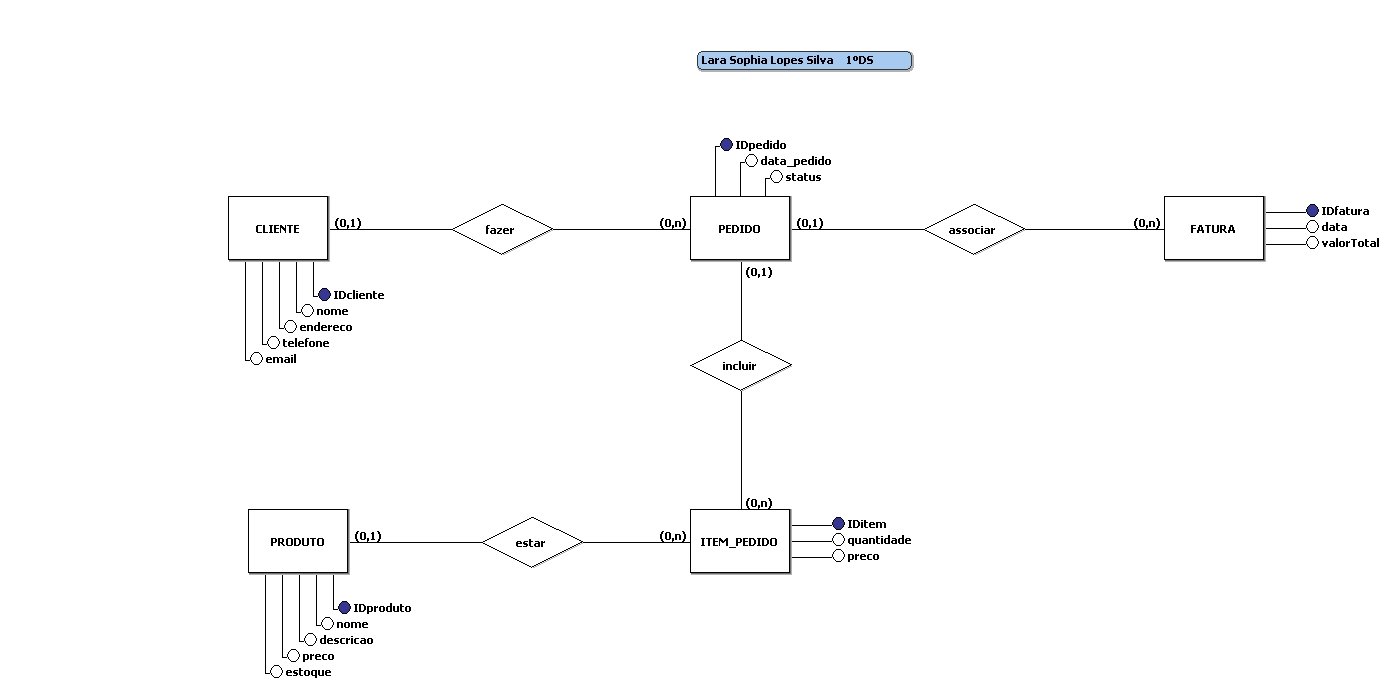 Lara Sophia Lopes Silva 1ºDS
IDpedido
data_pedido
status
CLIENTE
(0,1)
fazer
(0,n)
PEDIDO
(0,1)
associar
(0,n)
FATURA
IDfatura
data
valorTotal
(0,1)
IDcliente
nome
endereco
telefone
email
incluir
(0,n)
PRODUTO
(0,1)
estar
(0,n)
ITEM_PEDIDO
IDitem
quantidade
preco
IDproduto
nome
descricao
preco
estoque